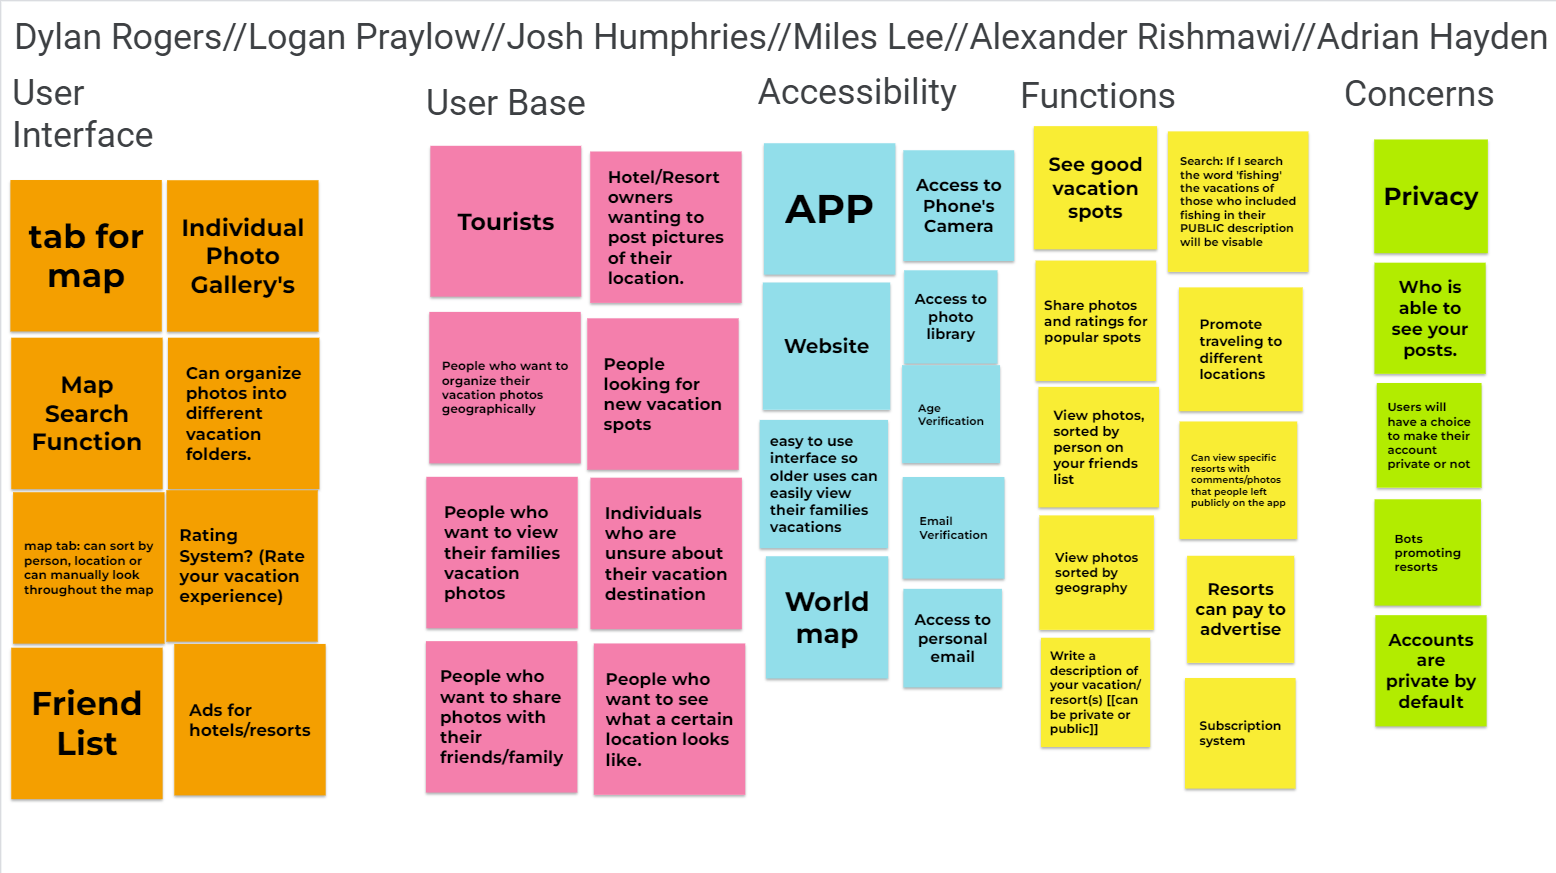 Dylan Rogers//Logan Praylow//Josh Humphries//Miles Lee//Alexander Rishmawi//Adrian Hayden
User
Interface
tab for
map
Individual
Photo
Gallery's
Map
Search
Function
Can organize
photos into
different
vacation
folders.
map tab: can sort by
person, location or
can manually look
throughout the map
Rating
System? (Rate
your vacation
experience)
Friend
List
Ads for
hotels/resorts
User Base
Tourists
Hotel/Resort
owners
wanting to
post pictures
of their
location.
People who want to
organize their
vacation photos
geographically
People
looking for
new vacation
spots
People who
want to view
their families
vacation
photos
Individuals
who are
unsure about
their vacation
destination
People who
want to share
photos with
their
friends/family
People who
want to see
what a certain
location looks
like.
Accessibility
APP
Access to
Phone's
Camera
Website
Access to
photo
library
Age
Verification
easy to use
interface so
older uses can
easily view
their families
vacations
Email
Verification
World
map
Access to
personal
email
Functions
See good
vacation
spots
Search: If I search
the word 'fishing'
the vacations of
those who included
fishing in their
PUBLIC description
will be visable
Share photos
and ratings for
popular spots
Promote
traveling to
different
locations
View photos,
sorted by
person on
your friends
list
Can view specific
resorts with
comments/photos
that people left
publicly on the app
View photos
sorted by
geography
Resorts
can pay to
advertise
Write a
description of
your vacation/
resort(s) [[can
be private or
public]]
Subscription
system
Concerns
Privacy
Who is
able to
see your
posts.
Users will
have a choice
to make their
account
private or not
Bots
promoting
resorts
Accounts
are
private by
default